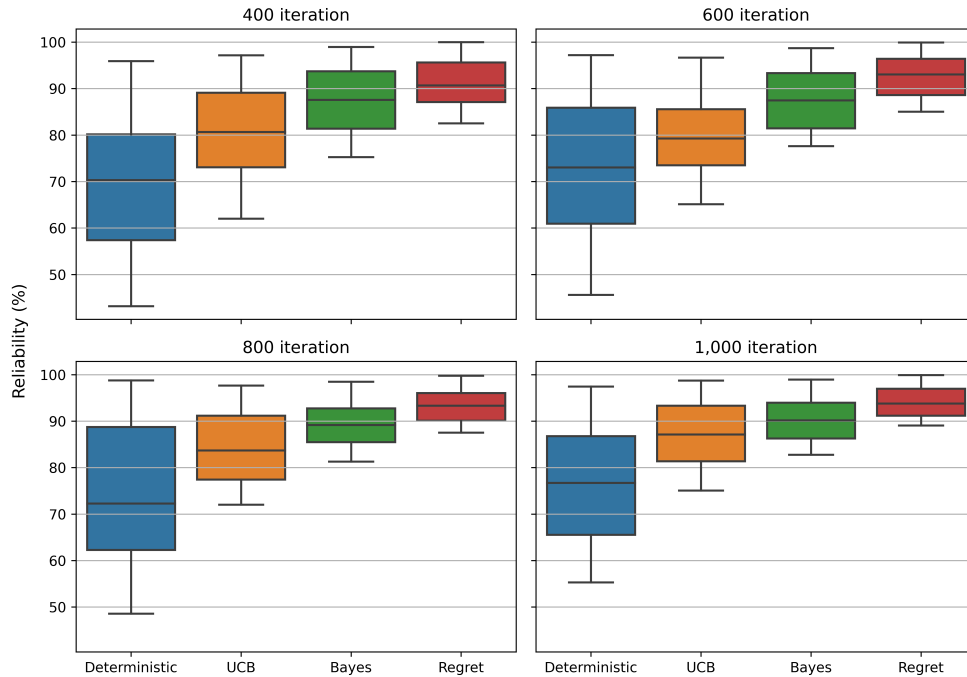 400 iteration
600 iteration
Reliability (%)
100
90
80
70
60
50
800 iteration
1,000 iteration
100
90
80
70
60
50
Deterministic UCB Bayes Regret
Deterministic UCB Bayes Regret